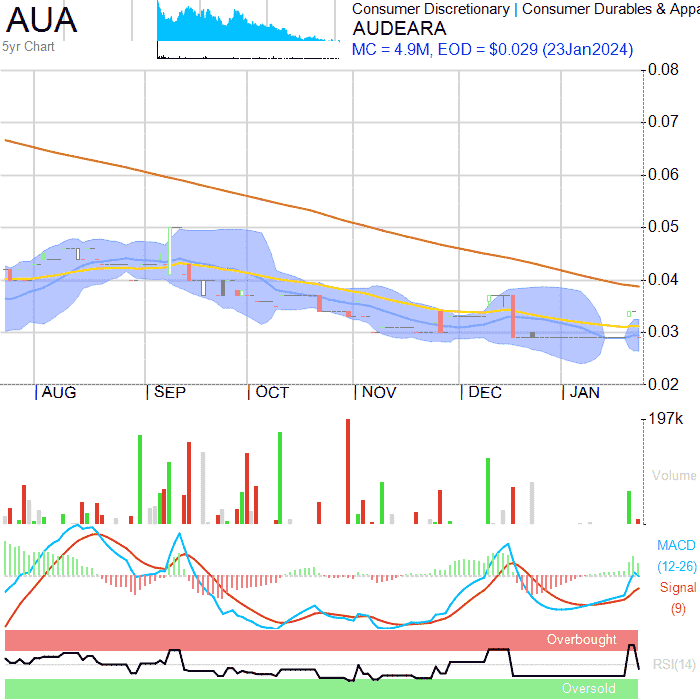 AUA
5yr Chart
Consumer Discretionary | Consumer Durables & Appa
AUDEARA
MC = 4.9M, EOD = $0.029 (23Jan2024)
0.08
0.07
0.06
0.05
0.04
0.03
0.02
| AUG | SEP | OCT | NOV | DEC | JAN
197k
Volume
MACD
(12-26)
Signal
(9)
Overbought
RSI(14)
Oversold